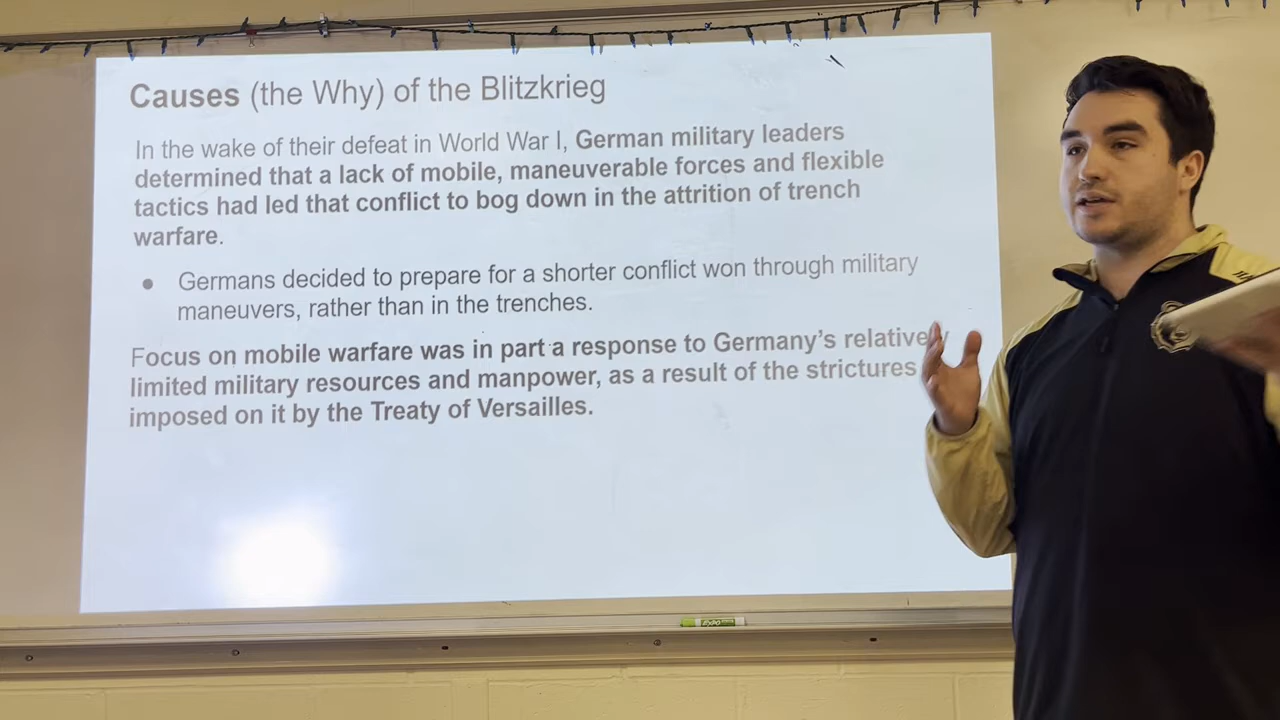 Causes (the Why) of the Blitzkrieg
In the wake of their defeat in World War I, German military leaders
determined that a lack of mobile, maneuverable forces and flexible
tactics had led that conflict to bog down in the attrition of trench
warfare.
● Germans decided to prepare for a shorter conflict won through military
maneuvers, rather than in the trenches.
Focus on mobile warfare was in part a response to Germany's relatively
limited military resources and manpower, as a result of the strictures
imposed on it by the Treaty of Versailles.
EXPO